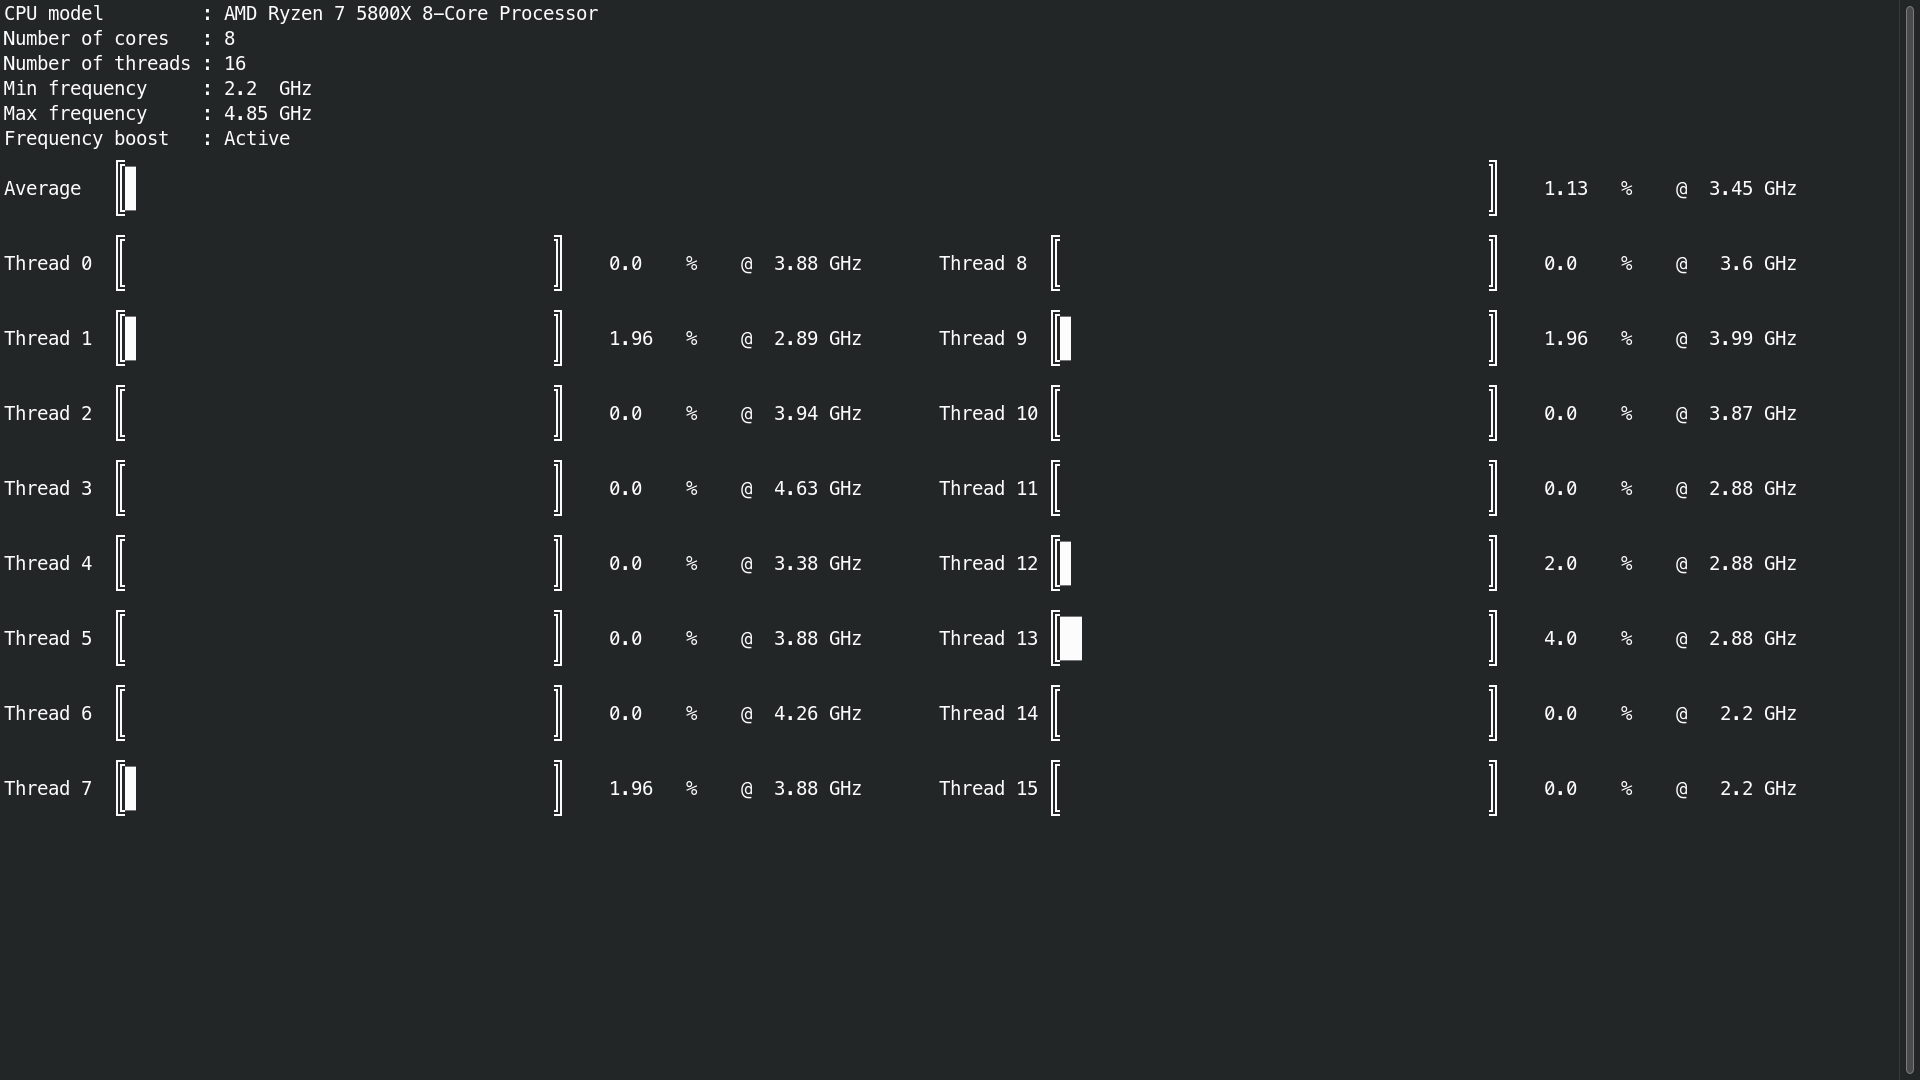 CPU model : AMD Ryzen 7 5800X 8-Core Processor
Number of cores : 8
Number of threads : 16
Min frequency : 2.2 GHz
Max frequency : 4.85 GHz
Frequency boost : Active
Average 1.13 % @ 3.45 GHz
Thread 0 0.0 % @ 3.88 GHz Thread 8 0.0 % @ 3.6 GHz
Thread 1 1.96 % @ 2.89 GHz Thread 9 1.96 % @ 3.99 GHz
Thread 2 0.0 % @ 3.94 GHz Thread 10 0.0 % @ 3.87 GHz
Thread 3 0.0 % @ 4.63 GHz Thread 11 0.0 % @ 2.88 GHz
Thread 4 0.0 % @ 3.38 GHz Thread 12 2.0 % @ 2.88 GHz
Thread 5 0.0 % @ 3.88 GHz Thread 13 4.0 % @ 2.88 GHz
Thread 6 0.0 % @ 4.26 GHz Thread 14 0.0 % @ 2.2 GHz
Thread 7 1.96 % @ 3.88 GHz Thread 15 0.0 % @ 2.2 GHz